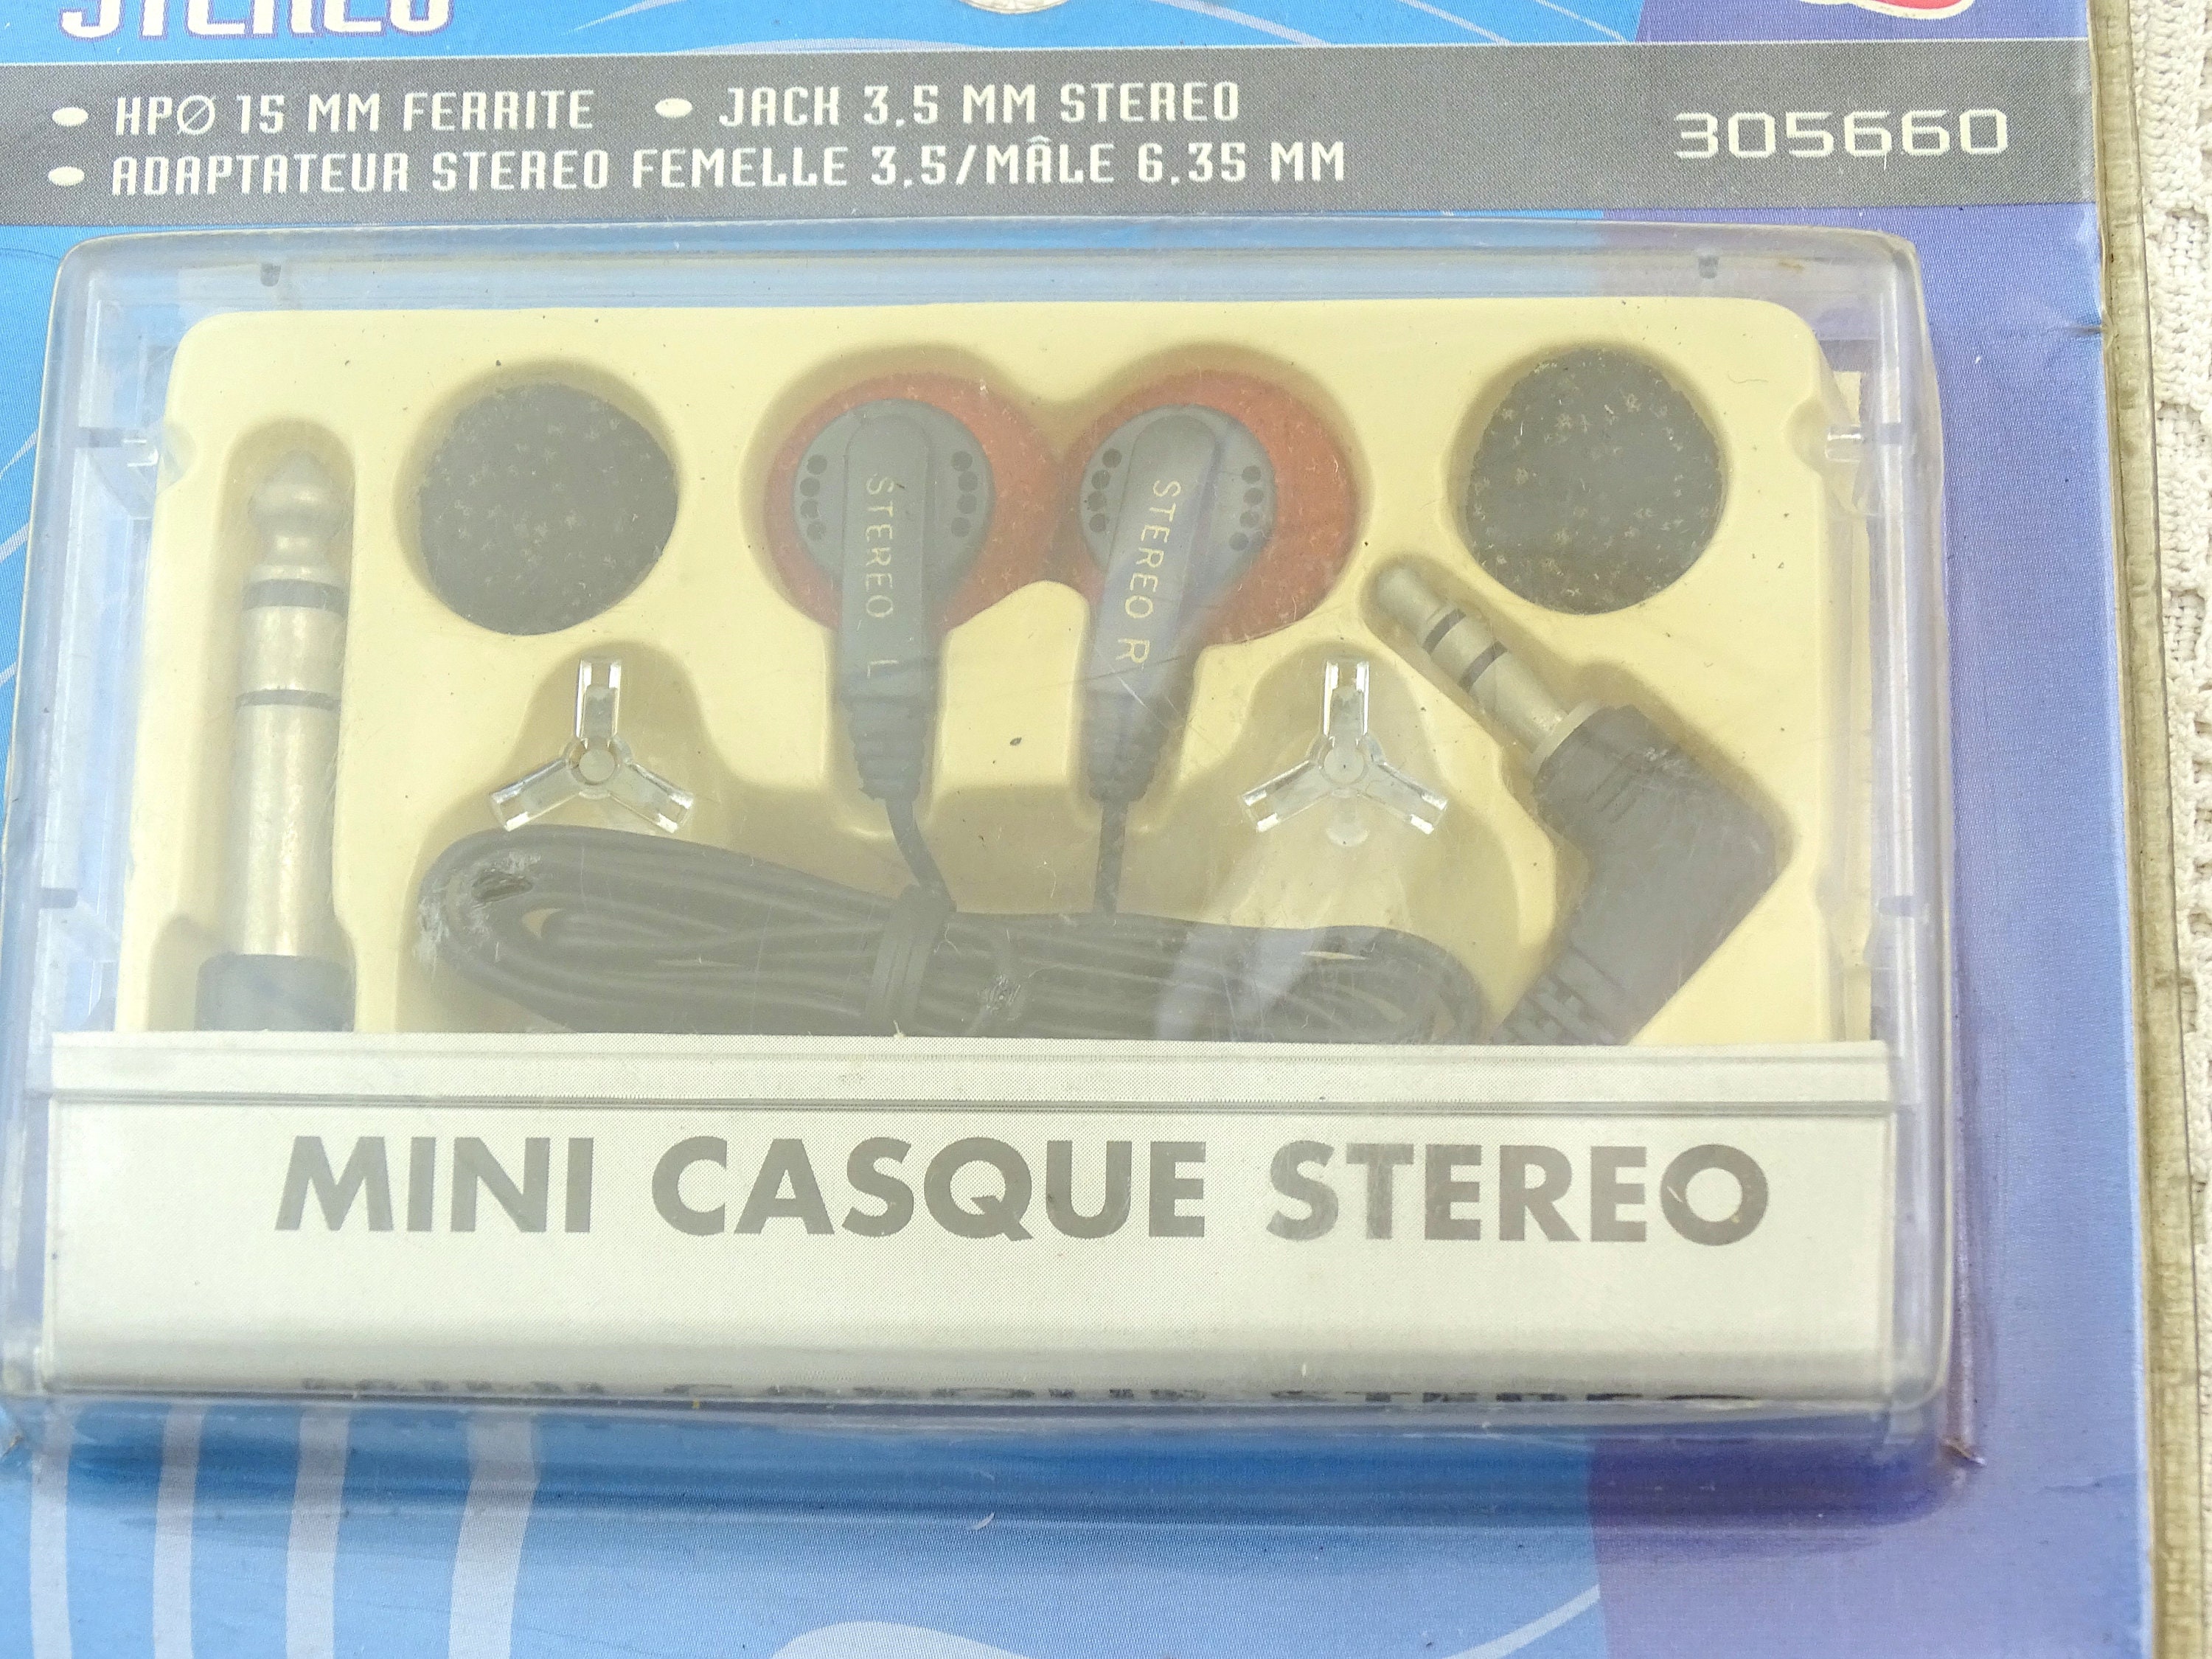 STEREO
• HPØ 15 MM FERRITE • JACK 3,5 MM STEREO
• ADAPTATEUR STEREO FEMELLE 3,5/MÂLE 6,35 MM
305660
STEREO L
STEREO R
MINI CASQUE STEREO